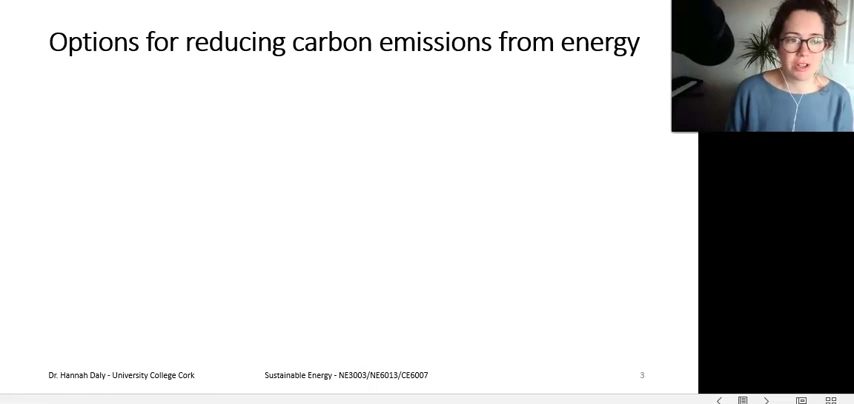 Options for reducing carbon emissions from energy
Dr. Hannah Daly - University College Cork
Sustainable Energy - NE3003/NE6013/CE6007
3